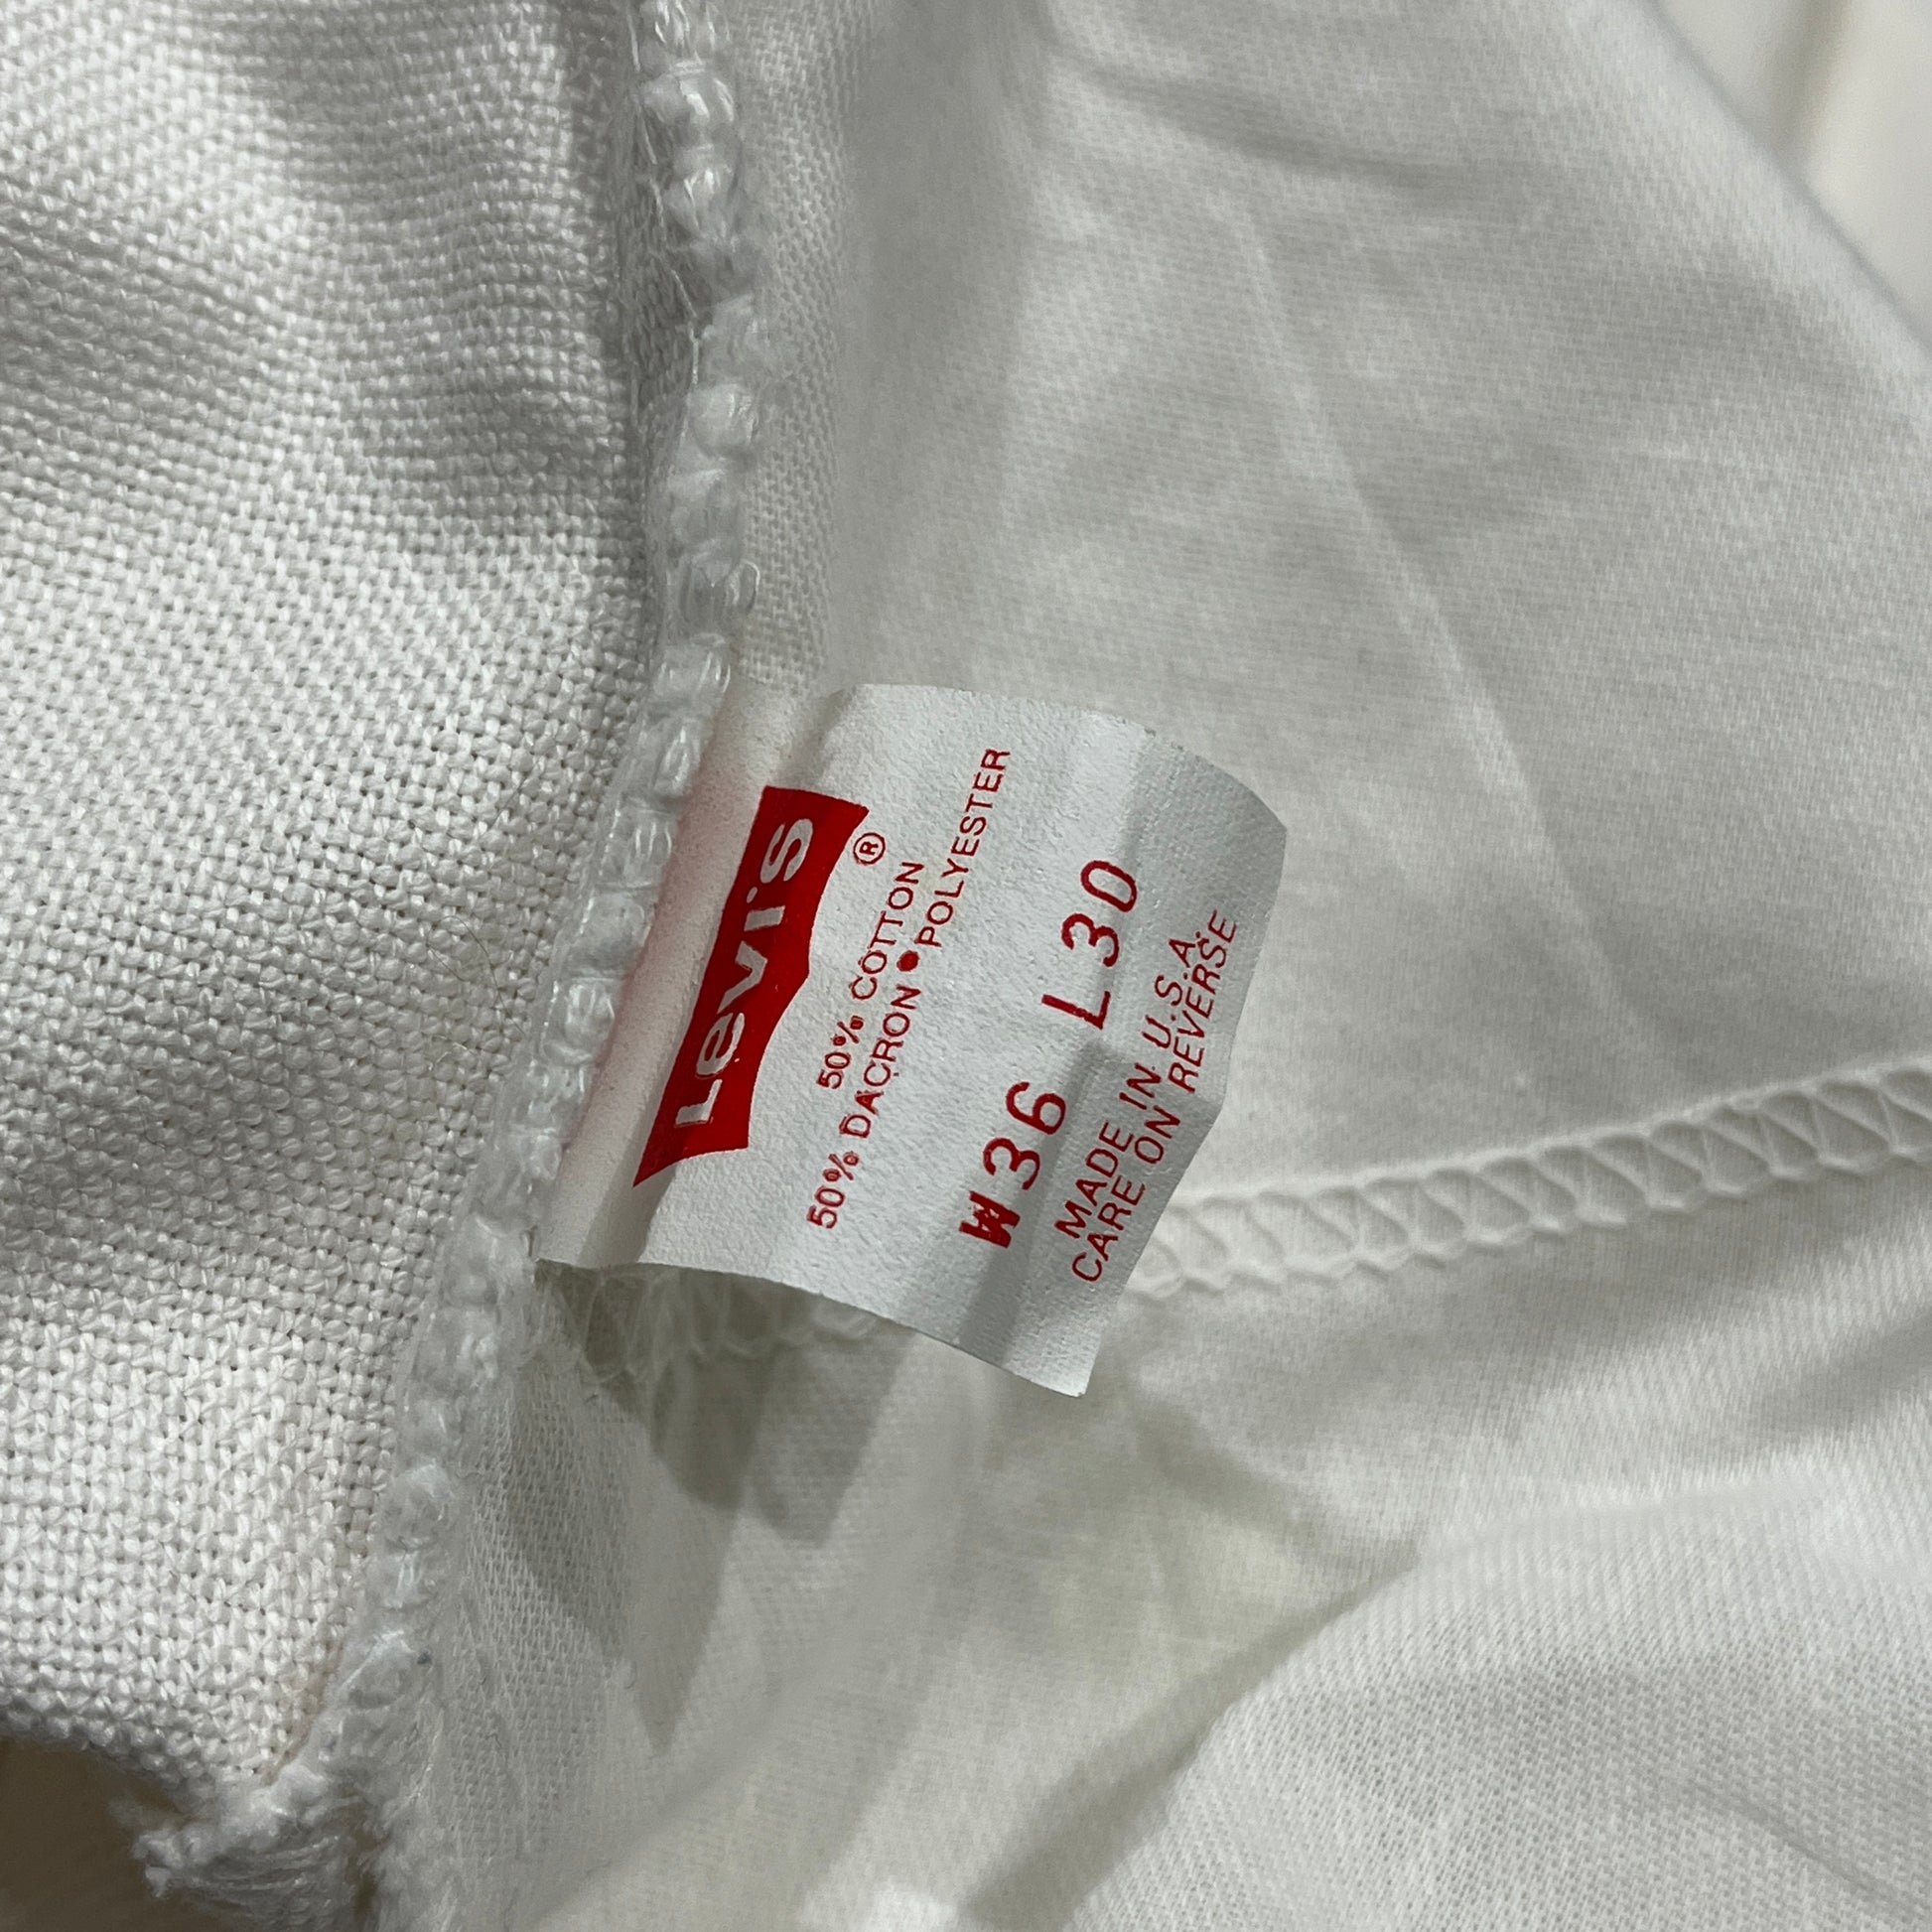 Levi's ®
50% COTTON
50% DACRON ● POLYESTER
W36 L30
MADE IN U.S.A.
CARE ON REVERSE